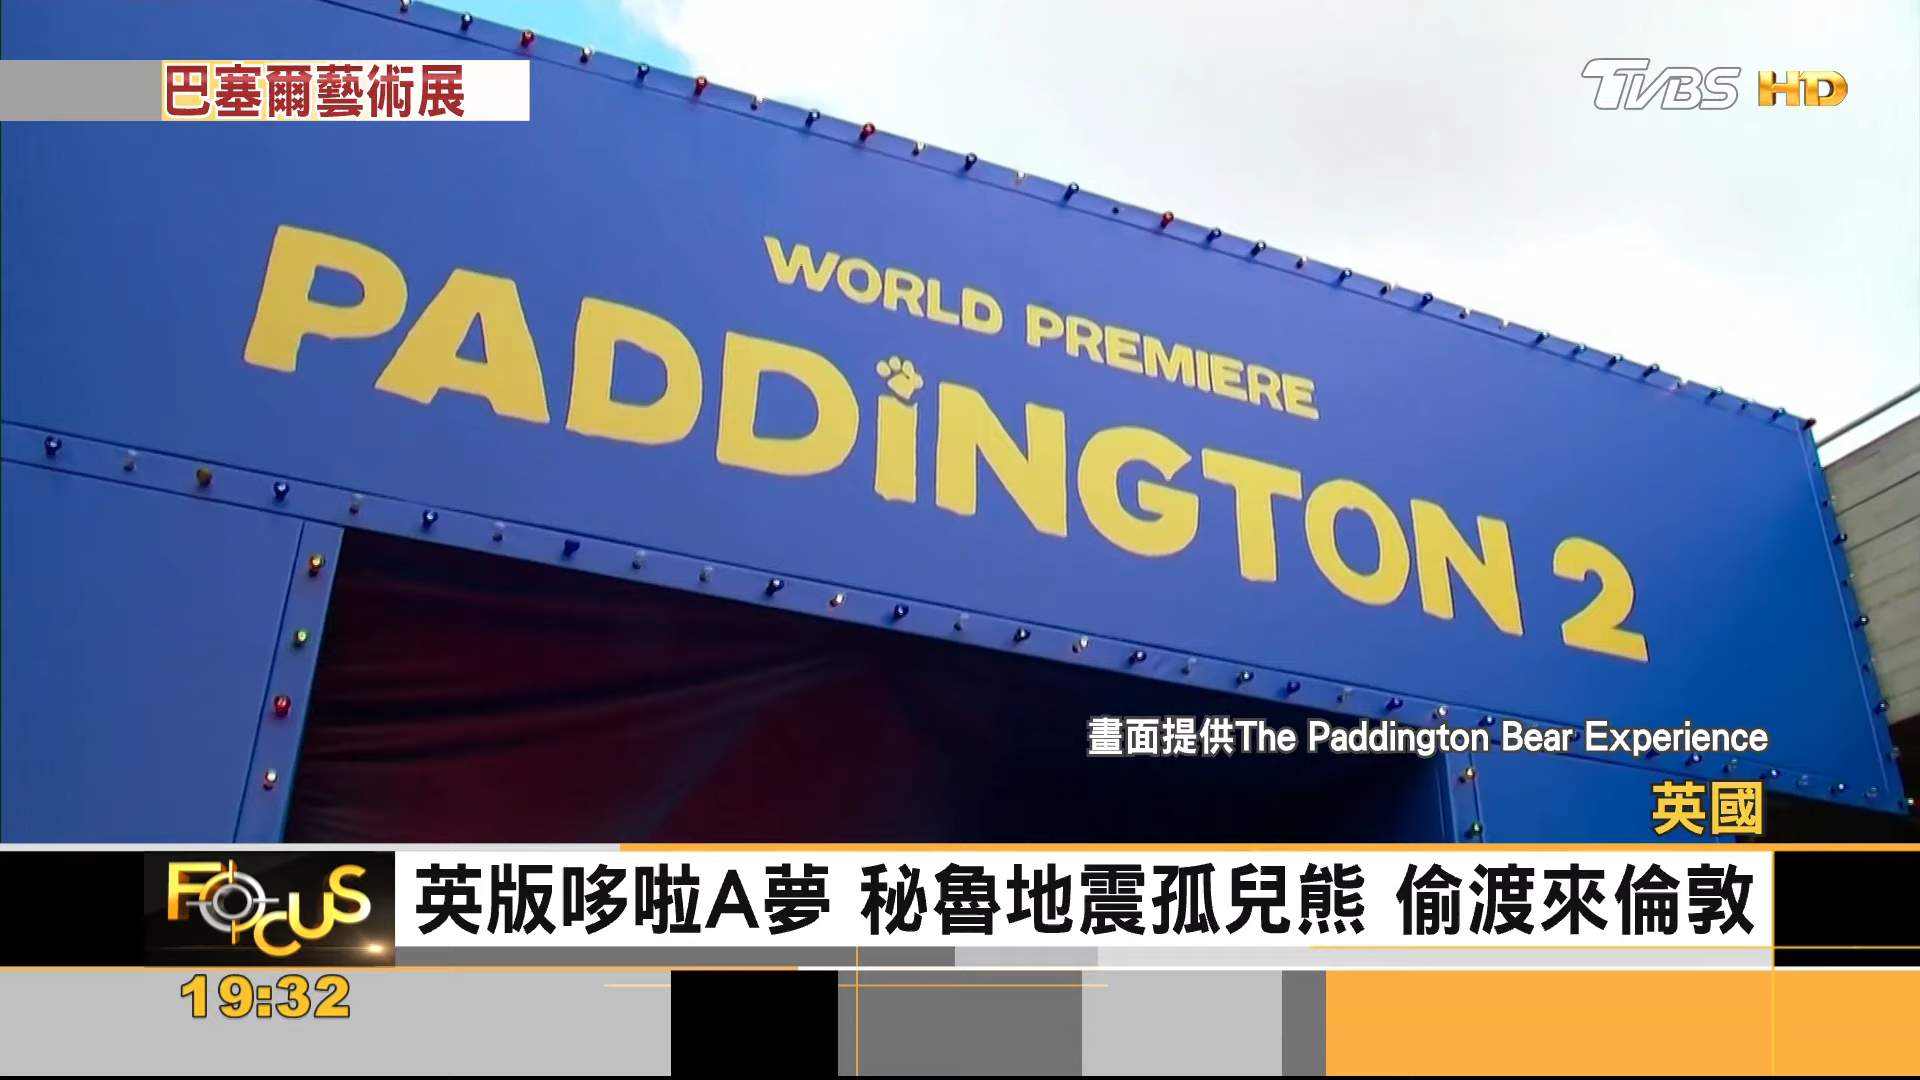 巴塞爾藝術展
TVBS HD
WORLD PREMIERE
PADDiNGTON 2
畫面提供The Paddington Bear Experience
英國
FOCUS
英版哆啦A夢 秘魯地震孤兒熊 偷渡來倫敦
19:32